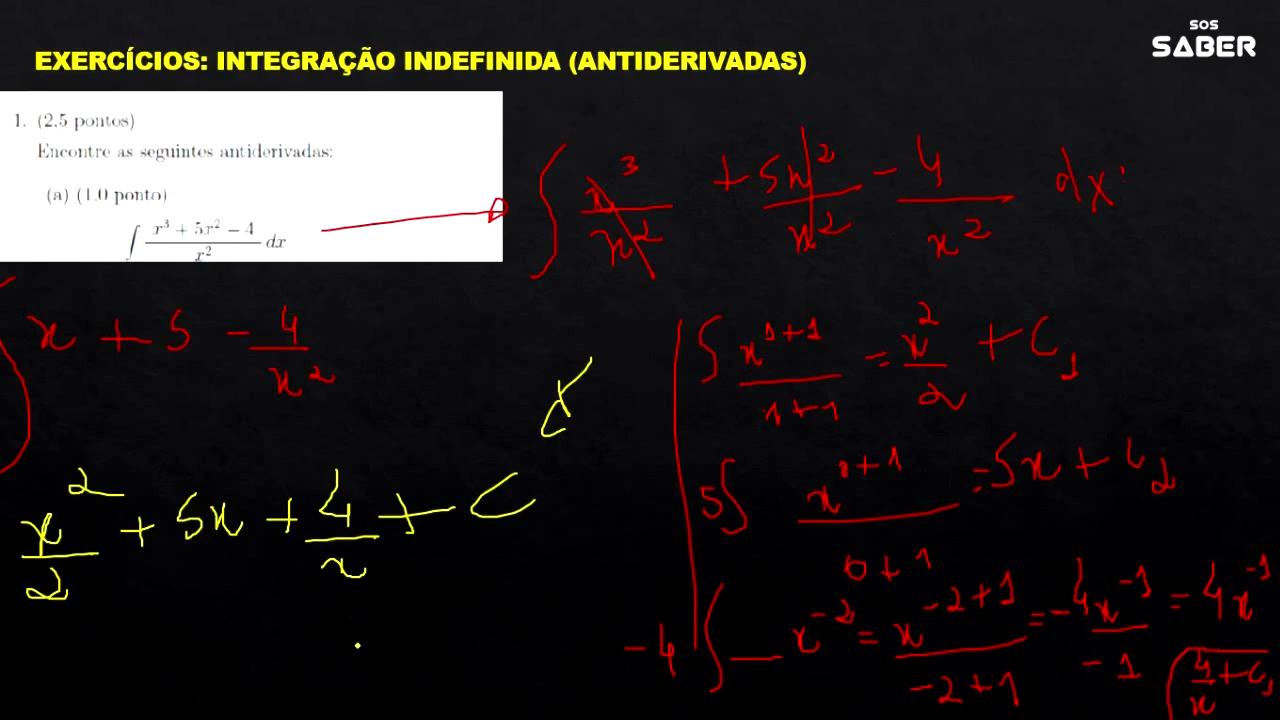 SOS
SABER
EXERCÍCIOS: INTEGRAÇÃO INDEFINIDA (ANTIDERIVADAS)
1. (2,5 pontos)
Encontre as seguintes antiderivadas:
(a) (1,0 ponto)
∫ (x³ + 5x² − 4)/x² dx
∫ x³/x² + 5x²/x² − 4/x² dx
∫ x + 5 − 4/x²
x²/2 + 5x + 4/x + C
∫ x¹⁺¹/1+1 = x²/2 + C₁
5∫ x⁰⁺¹/0+1 = 5x + C₂
−4 ∫ x⁻² = x⁻²⁺¹/−2+1 = −4x⁻¹/−1 = 4x⁻¹
4/x + C₃